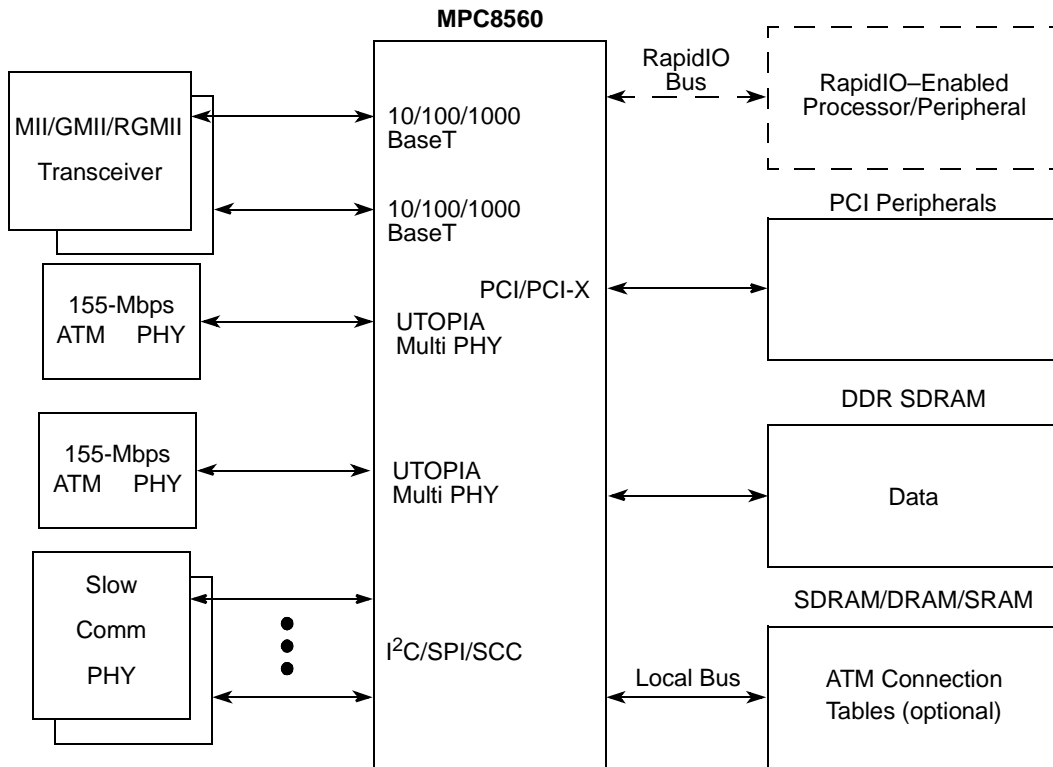 MPC8560
MII/GMII/RGMII
Transceiver
10/100/1000
BaseT
10/100/1000
BaseT
155-Mbps
ATM PHY
UTOPIA
Multi PHY
155-Mbps
ATM PHY
UTOPIA
Multi PHY
Slow
Comm
PHY
I²C/SPI/SCC
RapidIO
Bus
RapidIO–Enabled
Processor/Peripheral
PCI Peripherals
PCI/PCI-X
DDR SDRAM
Data
SDRAM/DRAM/SRAM
Local Bus
ATM Connection
Tables (optional)